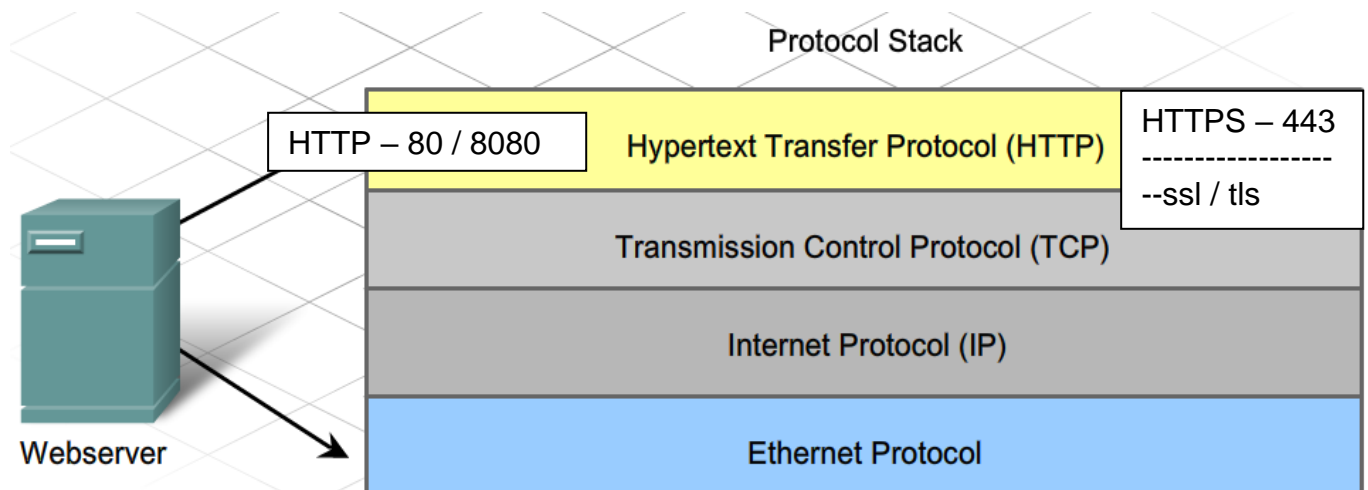 Protocol Stack
HTTP – 80 / 8080
Hypertext Transfer Protocol (HTTP)
HTTPS – 443
------------------
--ssl / tls
Transmission Control Protocol (TCP)
Internet Protocol (IP)
Webserver
Ethernet Protocol